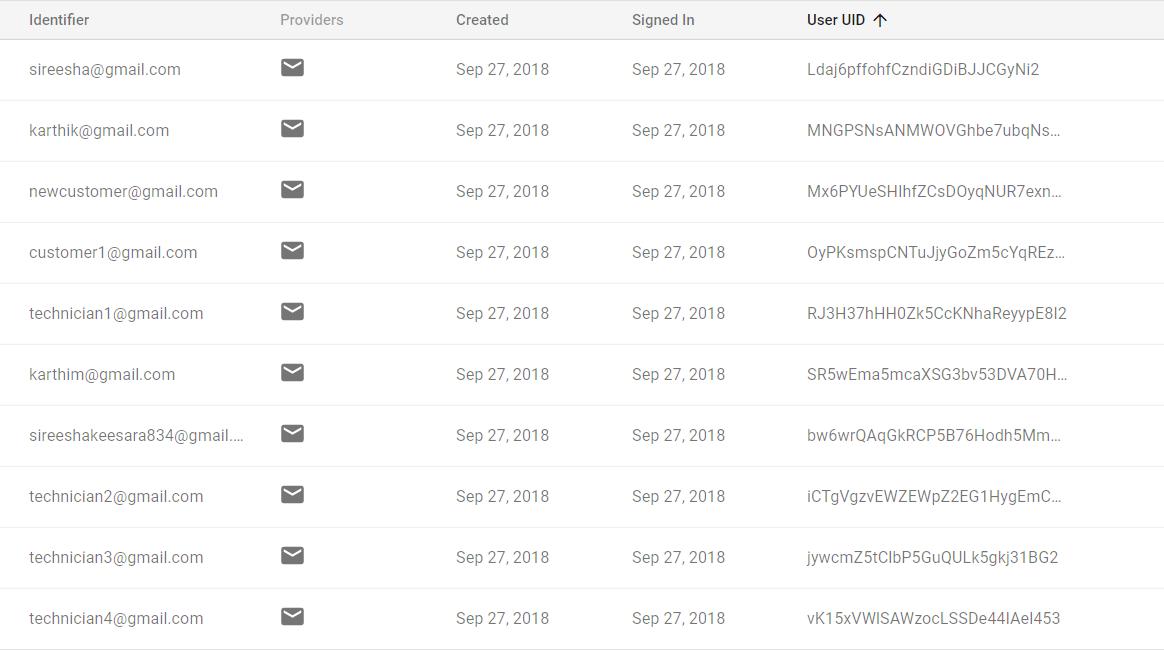 Identifier Providers Created Signed In User UID
sireesha@gmail.com Sep 27, 2018 Sep 27, 2018 Ldaj6pffohfCzndiGDiBJJCGyNi2
karthik@gmail.com Sep 27, 2018 Sep 27, 2018 MNGPSNsANMWOVGhbe7ubqNs...
newcustomer@gmail.com Sep 27, 2018 Sep 27, 2018 Mx6PYUeSHIhfZCsDOyqNUR7exn...
customer1@gmail.com Sep 27, 2018 Sep 27, 2018 OyPKsmspCNTuJjyGoZm5cYqREz...
technician1@gmail.com Sep 27, 2018 Sep 27, 2018 RJ3H37hHH0Zk5CcKNhaReyypE8I2
karthim@gmail.com Sep 27, 2018 Sep 27, 2018 SR5wEma5mcaXSG3bv53DVA70H...
sireeshakeesara834@gmail.... Sep 27, 2018 Sep 27, 2018 bw6wrQAqGkRCP5B76Hodh5Mm...
technician2@gmail.com Sep 27, 2018 Sep 27, 2018 iCTgVgzvEWZEWpZ2EG1HygEmC...
technician3@gmail.com Sep 27, 2018 Sep 27, 2018 jywcmZ5tClbP5GuQULk5gkj31BG2
technician4@gmail.com Sep 27, 2018 Sep 27, 2018 vK15xVWlSAWzocLSSDe44IAeI453